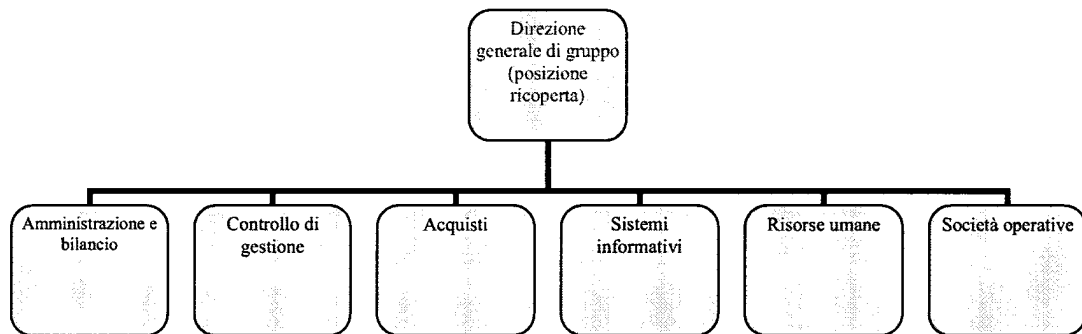 Direzione
generale di gruppo
(posizione
ricoperta)
Amministrazione e
bilancio
Controllo di
gestione
Acquisti
Sistemi
informativi
Risorse umane
Società operative